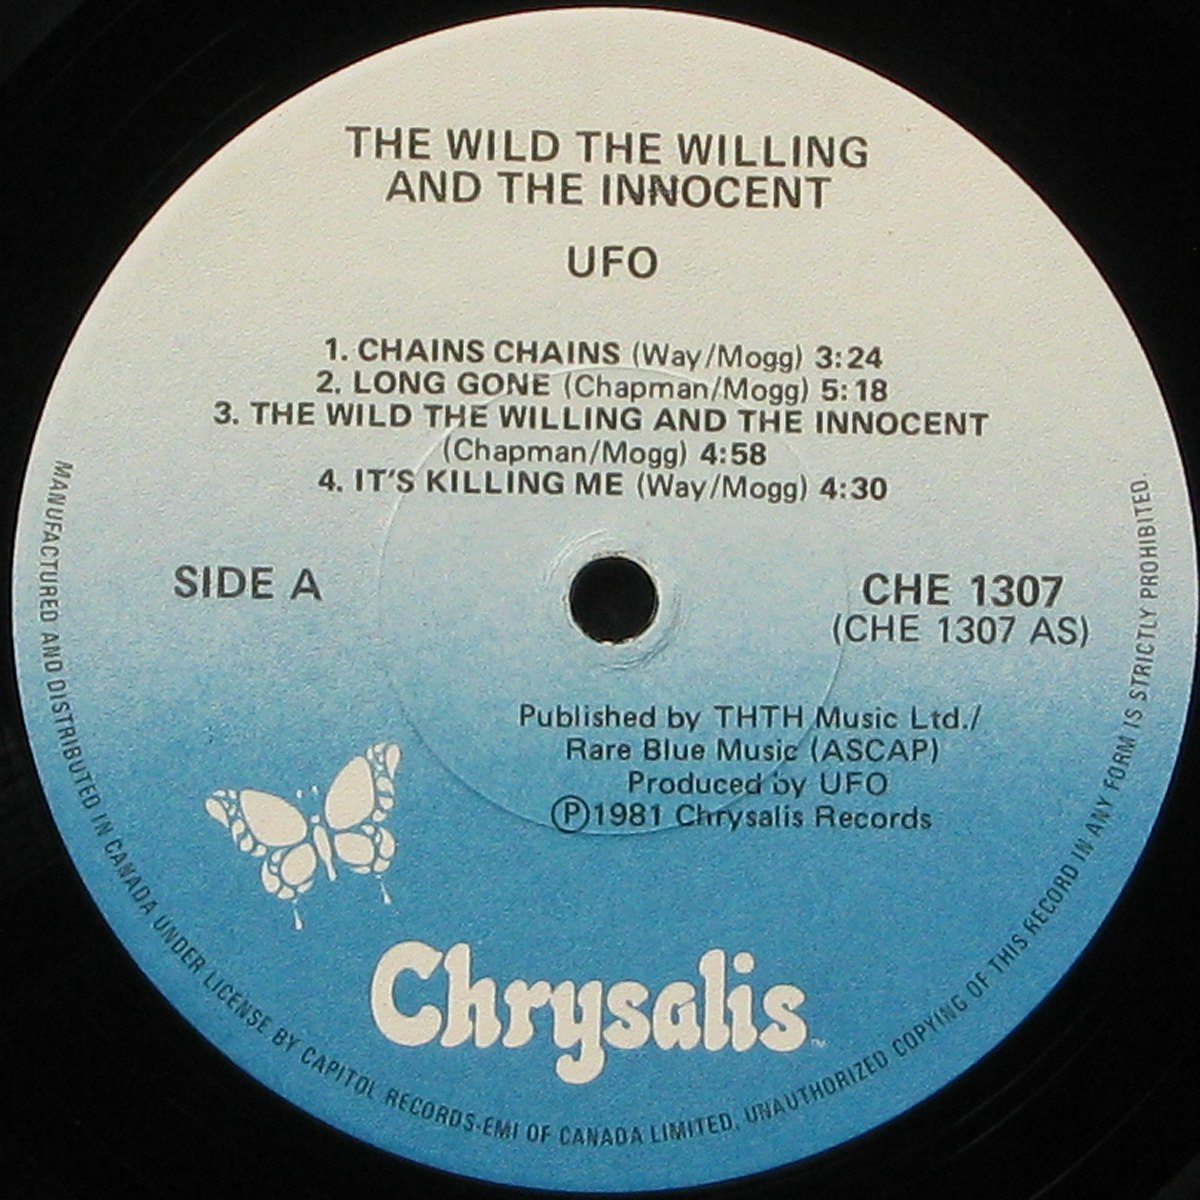 THE WILD THE WILLING
AND THE INNOCENT
UFO
1. CHAINS CHAINS (Way/Mogg) 3:24
2. LONG GONE (Chapman/Mogg) 5:18
3. THE WILD THE WILLING AND THE INNOCENT
(Chapman/Mogg) 4:58
4. IT'S KILLING ME (Way/Mogg) 4:30
SIDE A
CHE 1307
(CHE 1307 AS)
Published by THTH Music Ltd./
Rare Blue Music (ASCAP)
Produced by UFO
Ⓟ1981 Chrysalis Records
Chrysalis™
MANUFACTURED AND DISTRIBUTED IN CANADA UNDER LICENSE BY CAPITOL RECORDS-EMI OF CANADA LIMITED. UNAUTHORIZED COPYING OF THIS RECORD IN ANY FORM IS STRICTLY PROHIBITED.